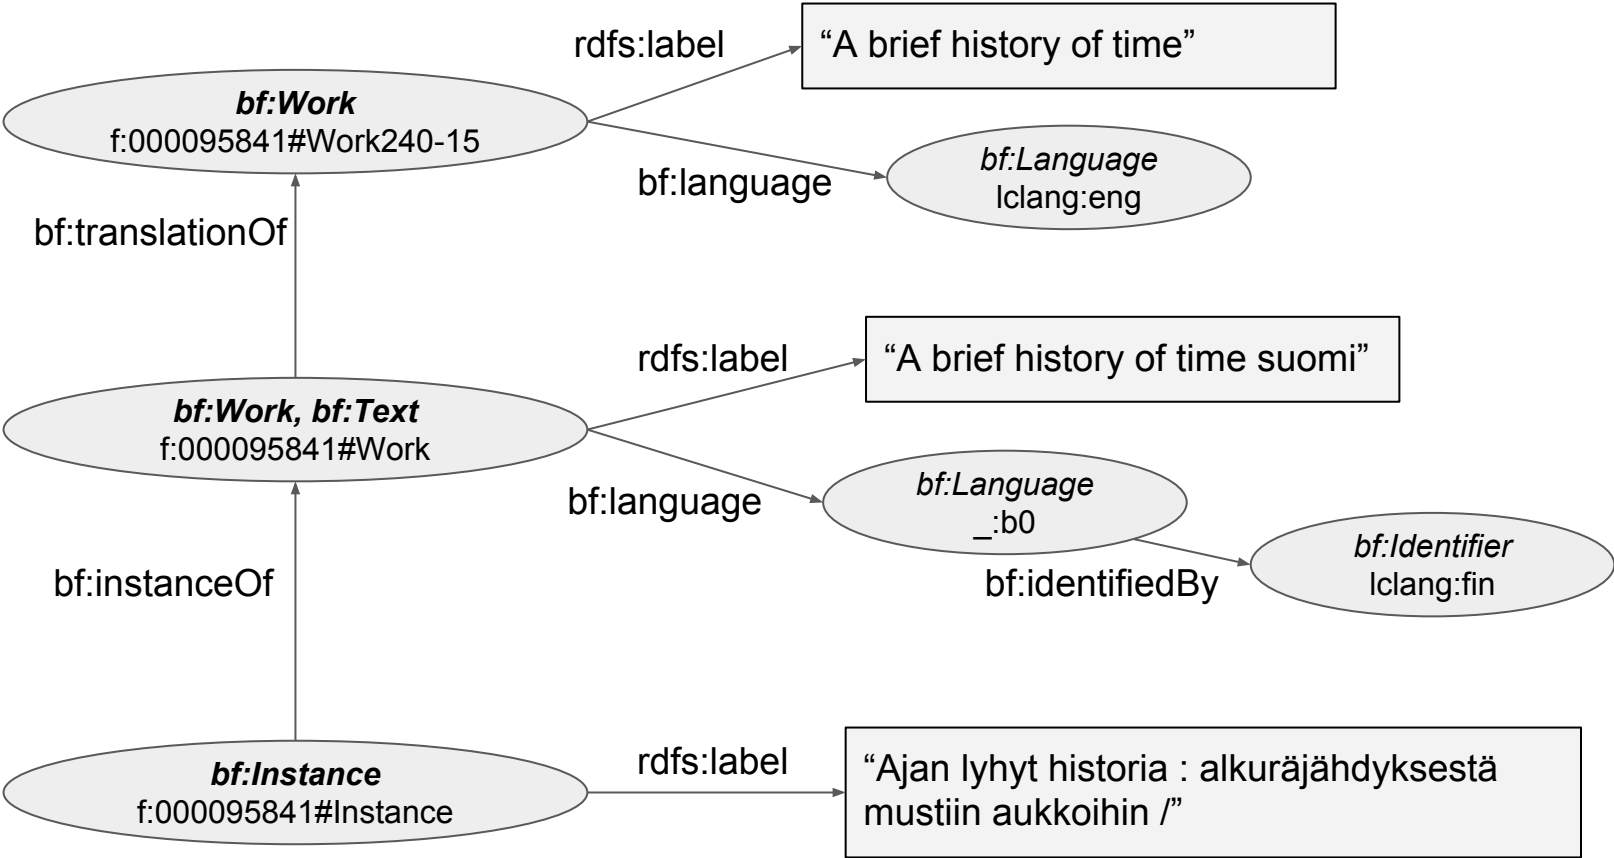 rdfs:label
“A brief history of time”
bf:Work
f:000095841#Work240-15
bf:language
bf:Language
lclang:eng
bf:translationOf
rdfs:label
“A brief history of time suomi”
bf:Work, bf:Text
f:000095841#Work
bf:language
bf:Language
_:b0
bf:identifiedBy
bf:Identifier
lclang:fin
bf:instanceOf
bf:Instance
f:000095841#Instance
rdfs:label
“Ajan lyhyt historia : alkuräjähdyksestä
mustiin aukkoihin /”